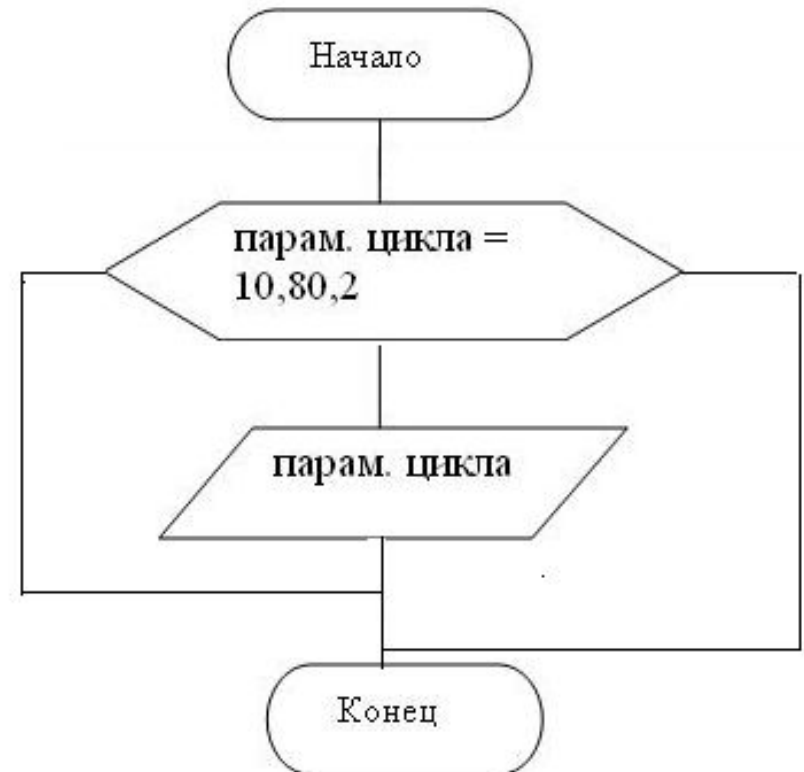 Начало
парам. цикла =
10,80,2
парам. цикла
Конец